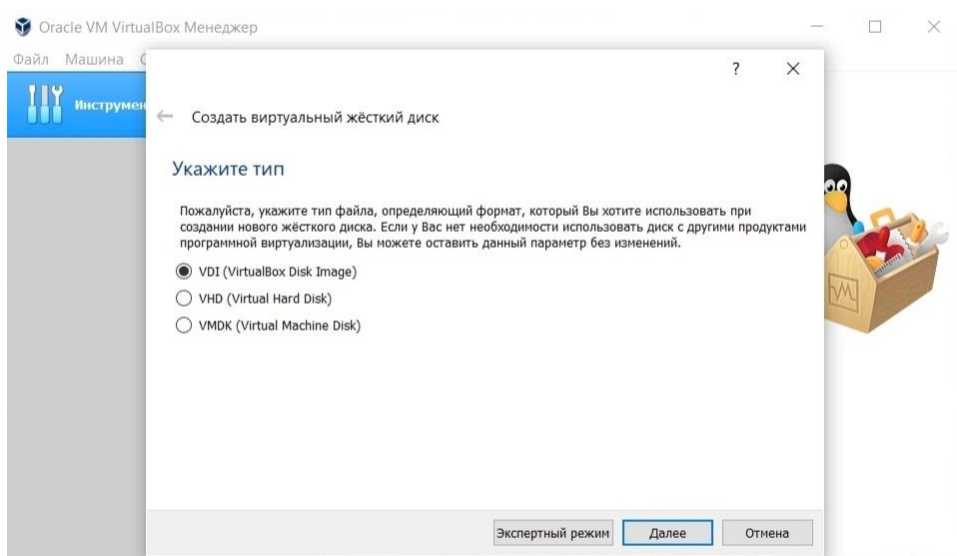 Oracle VM VirtualBox Менеджер
Файл Машина
?
Создать виртуальный жёсткий диск
Укажите тип
Пожалуйста, укажите тип файла, определяющий формат, который Вы хотите использовать при
создании нового жёсткого диска. Если у Вас нет необходимости использовать диск с другими продуктами
программной виртуализации, Вы можете оставить данный параметр без изменений.
VDI (VirtualBox Disk Image)
VHD (Virtual Hard Disk)
VMDK (Virtual Machine Disk)
Экспертный режим Далее Отмена